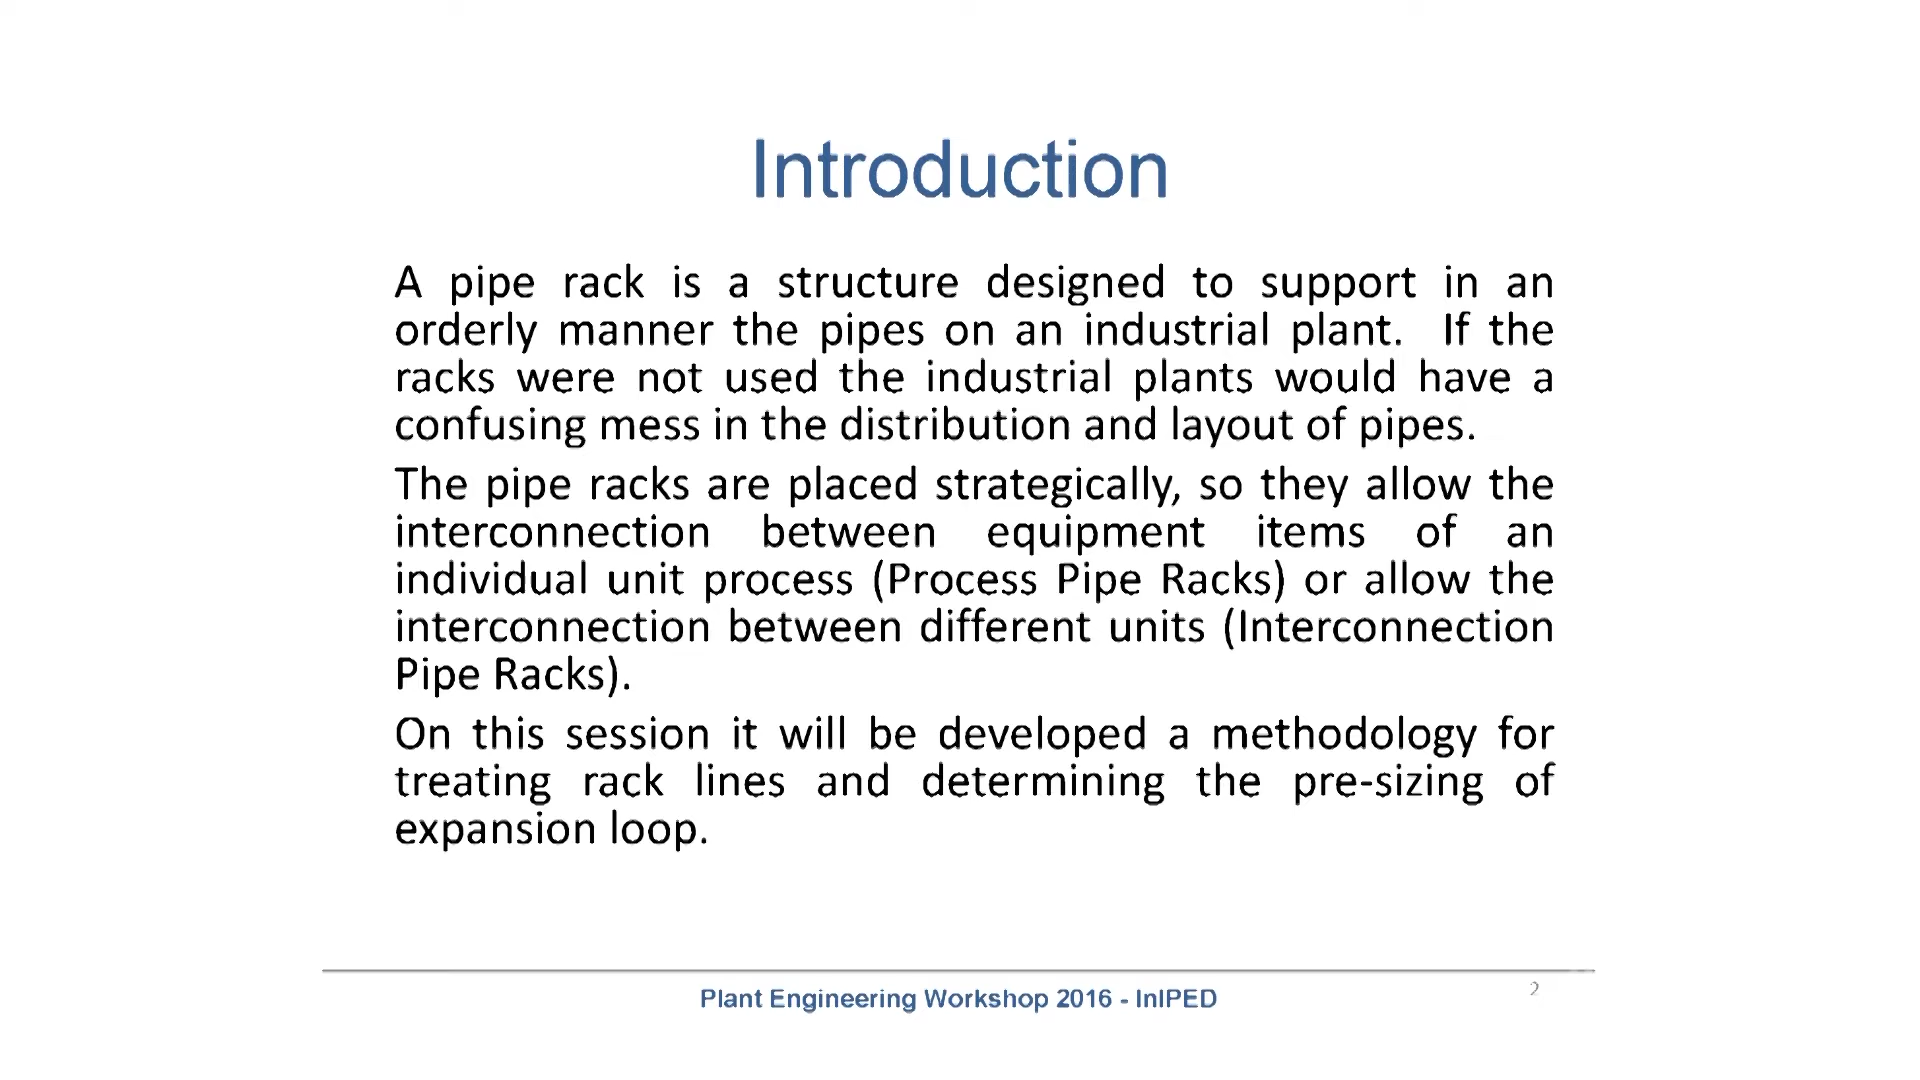 Introduction
A pipe rack is a structure designed to support in an
orderly manner the pipes on an industrial plant. If the
racks were not used the industrial plants would have a
confusing mess in the distribution and layout of pipes.
The pipe racks are placed strategically, so they allow the
interconnection between equipment items of an
individual unit process (Process Pipe Racks) or allow the
interconnection between different units (Interconnection
Pipe Racks).
On this session it will be developed a methodology for
treating rack lines and determining the pre-sizing of
expansion loop.
Plant Engineering Workshop 2016 - InIPED
2